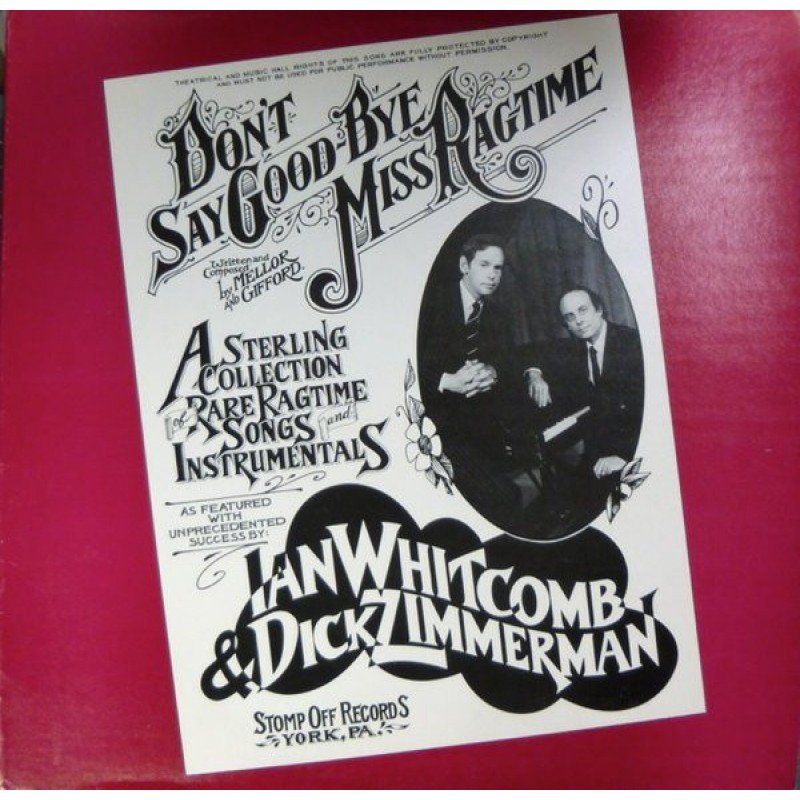 THEATRICAL AND MUSIC HALL RIGHTS OF THIS SONG ARE FULLY PROTECTED BY COPYRIGHT
AND MUST NOT BE USED FOR PUBLIC PERFORMANCE WITHOUT PERMISSION.
DON'T
SAY GOOD-BYE
MISS RAGTIME
Written and
Composed
by MELLOR
AND GIFFORD.
A STERLING
COLLECTION
of RARE RAGTIME
SONGS and
INSTRUMENTALS
AS FEATURED
WITH
UNPRECEDENTED
SUCCESS BY:
IAN WHITCOMB
& DICK ZIMMERMAN
STOMP OFF RECORDS
YORK, PA.